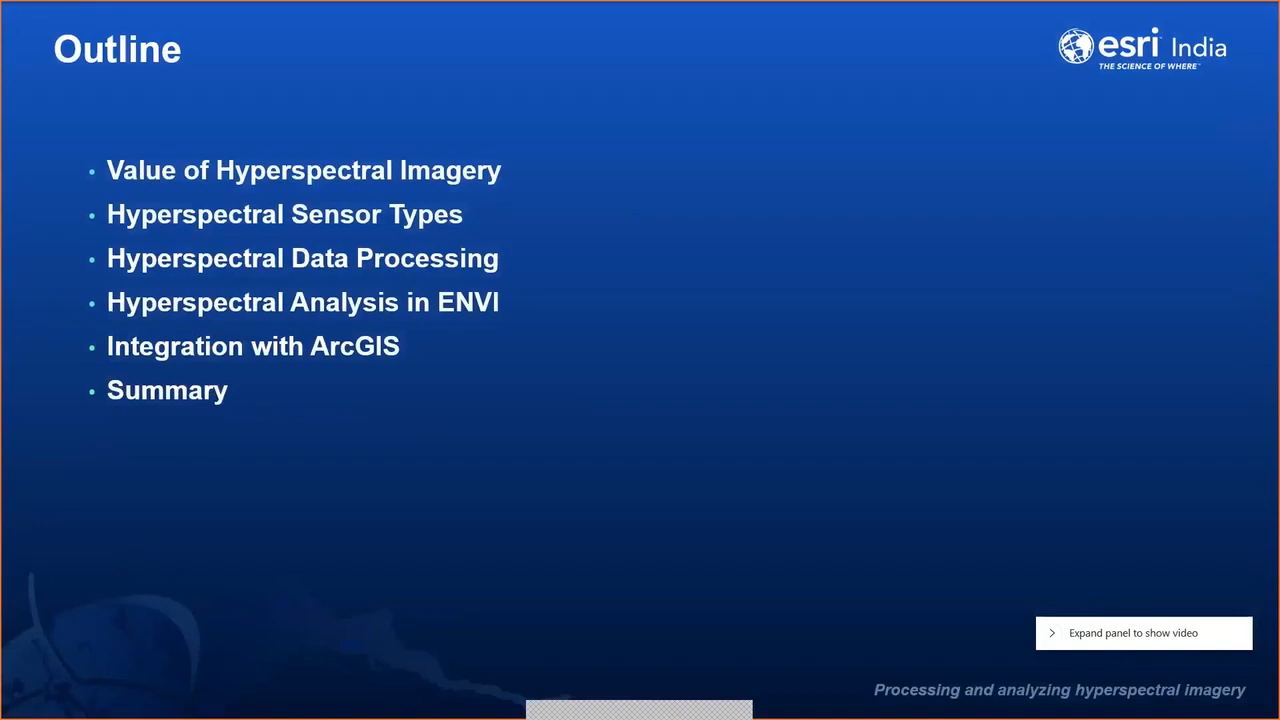 Outline
esri India
THE SCIENCE OF WHERE™
• Value of Hyperspectral Imagery
• Hyperspectral Sensor Types
• Hyperspectral Data Processing
• Hyperspectral Analysis in ENVI
• Integration with ArcGIS
• Summary
Expand panel to show video
Processing and analyzing hyperspectral imagery